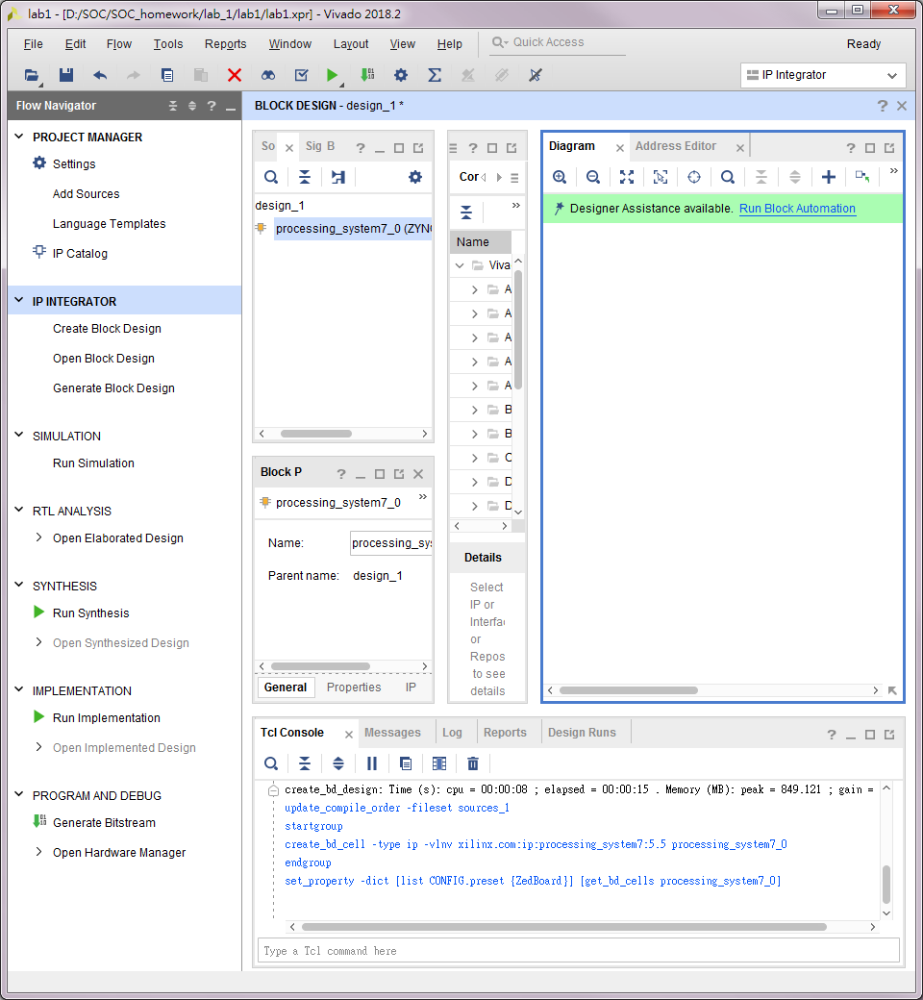 lab1 - [D:/SOC/SOC_homework/lab_1/lab1/lab1.xpr] - Vivado 2018.2
File Edit Flow Tools Reports Window Layout View Help Quick Access Ready
IP Integrator
Flow Navigator
PROJECT MANAGER
Settings
Add Sources
Language Templates
IP Catalog
IP INTEGRATOR
Create Block Design
Open Block Design
Generate Block Design
SIMULATION
Run Simulation
RTL ANALYSIS
Open Elaborated Design
SYNTHESIS
Run Synthesis
Open Synthesized Design
IMPLEMENTATION
Run Implementation
Open Implemented Design
PROGRAM AND DEBUG
Generate Bitstream
Open Hardware Manager
BLOCK DESIGN - design_1 *
So Sig B
design_1
processing_system7_0 (ZYN
Block P
processing_system7_0
Name: processing_sy
Parent name: design_1
General Properties IP
Cor
Name
Viva
A
A
A
A
A
B
B
C
D
D
Details
Select
IP or
Interfa
or
Repos
to see
details
Diagram Address Editor
Designer Assistance available. Run Block Automation
Tcl Console Messages Log Reports Design Runs
create_bd_design: Time (s): cpu = 00:00:08 ; elapsed = 00:00:15 . Memory (MB): peak = 849.121 ; gain =
update_compile_order -fileset sources_1
startgroup
create_bd_cell -type ip -vlnv xilinx.com:ip:processing_system7:5.5 processing_system7_0
endgroup
set_property -dict [list CONFIG.preset {ZedBoard}] [get_bd_cells processing_system7_0]
Type a Tcl command here